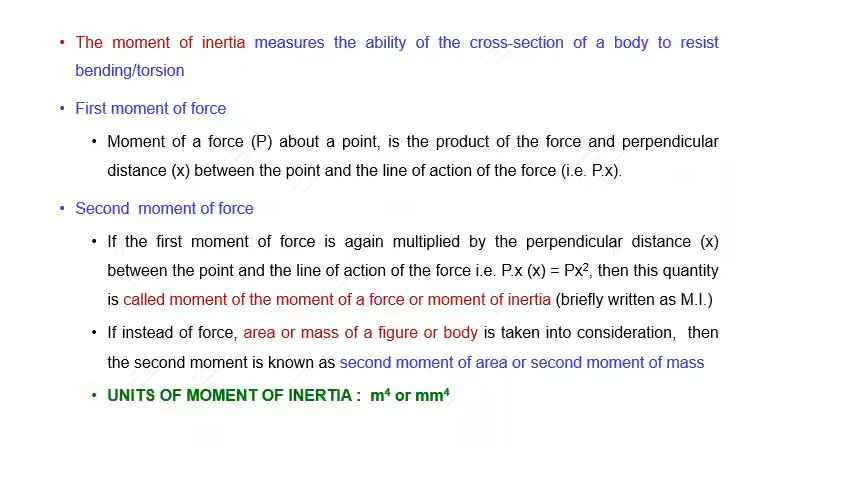 • The moment of inertia measures the ability of the cross-section of a body to resist
bending/torsion
• First moment of force
• Moment of a force (P) about a point, is the product of the force and perpendicular
distance (x) between the point and the line of action of the force (i.e. P.x).
• Second moment of force
• If the first moment of force is again multiplied by the perpendicular distance (x)
between the point and the line of action of the force i.e. P.x (x) = Px², then this quantity
is called moment of the moment of a force or moment of inertia (briefly written as M.I.)
• If instead of force, area or mass of a figure or body is taken into consideration, then
the second moment is known as second moment of area or second moment of mass
• UNITS OF MOMENT OF INERTIA : m⁴ or mm⁴